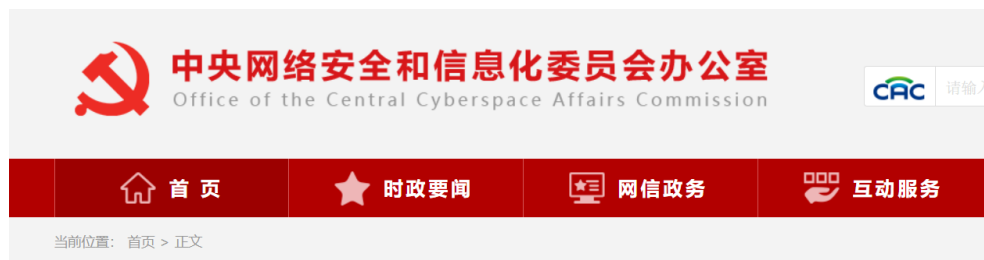 中央网络安全和信息化委员会办公室
Office of the Central Cyberspace Affairs Commission
CAC 请输入
首 页 时政要闻 网信政务 互动服务
当前位置： 首页 > 正文